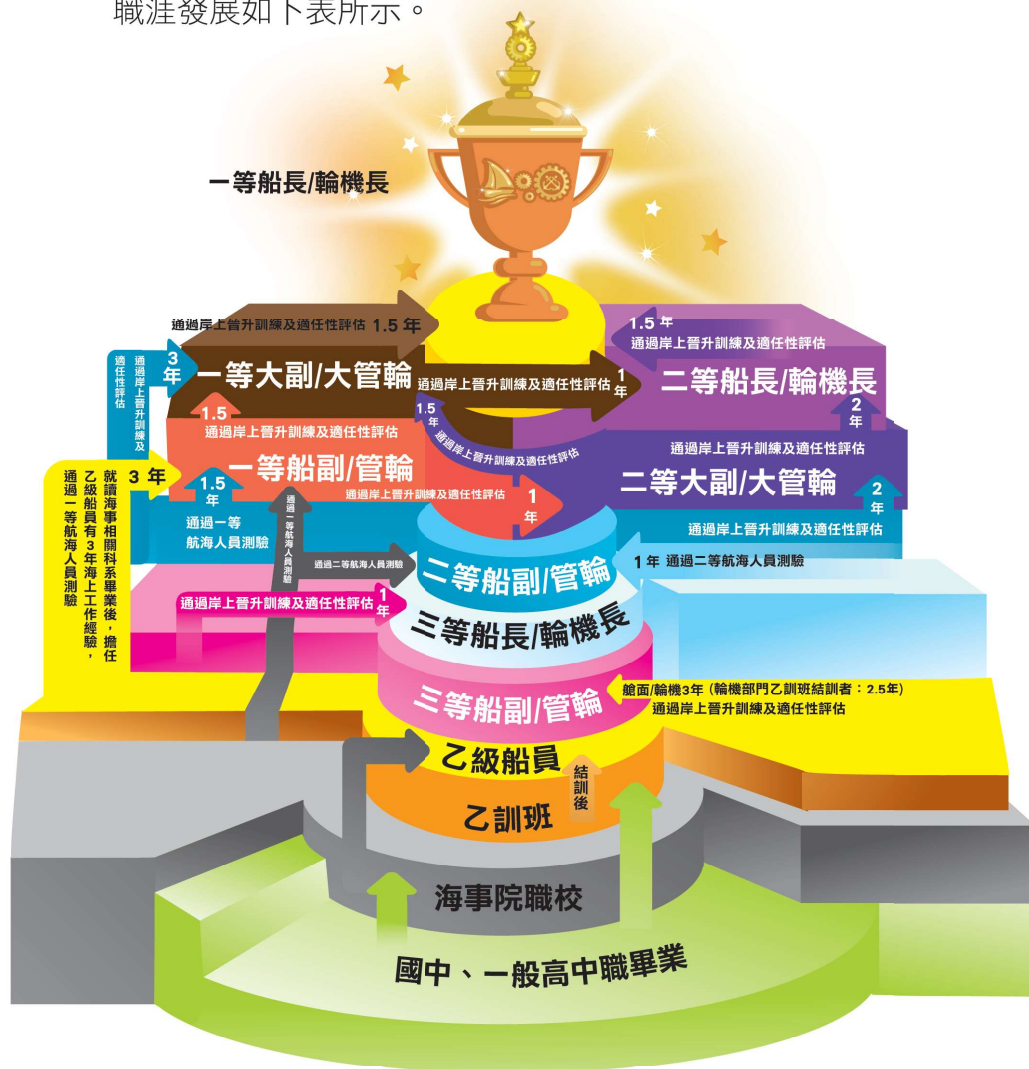 職涯發展如下表所示。
一等船長/輪機長
通過岸上晉升訓練及適任性評估 1.5 年
1.5 年
通過岸上晉升訓練及適任性評估
通過岸上晉升訓練及
適任性評估
3
年
一等大副/大管輪
通過岸上晉升訓練及適任性評估
1
年
二等船長/輪機長
1.5
通過岸上晉升訓練及適任性評估
1.5
年
通過岸上晉升訓練及適任性評估
2
年
通過岸上晉升訓練及適任性評估
一等船副/管輪
二等大副/大管輪
就讀海事相關科系畢業後，擔任
乙級船員有3年海上工作經驗，
通過一等航海人員測驗
3 年
1.5
年
通過一等
航海人員測驗
通過岸上晉升訓練及適任性評估
1
年
2
年
通過岸上晉升訓練及適任性評估
通過一等航海人員測驗
通過二等航海人員測驗
二等船副/管輪
1年 通過二等航海人員測驗
通過岸上晉升訓練及適任性評估
1
年
三等船長/輪機長
三等船副/管輪
艙面/輪機3年（輪機部門乙訓班結訓者：2.5年）
通過岸上晉升訓練及適任性評估
乙級船員
結訓後
乙訓班
海事院職校
國中、一般高中職畢業